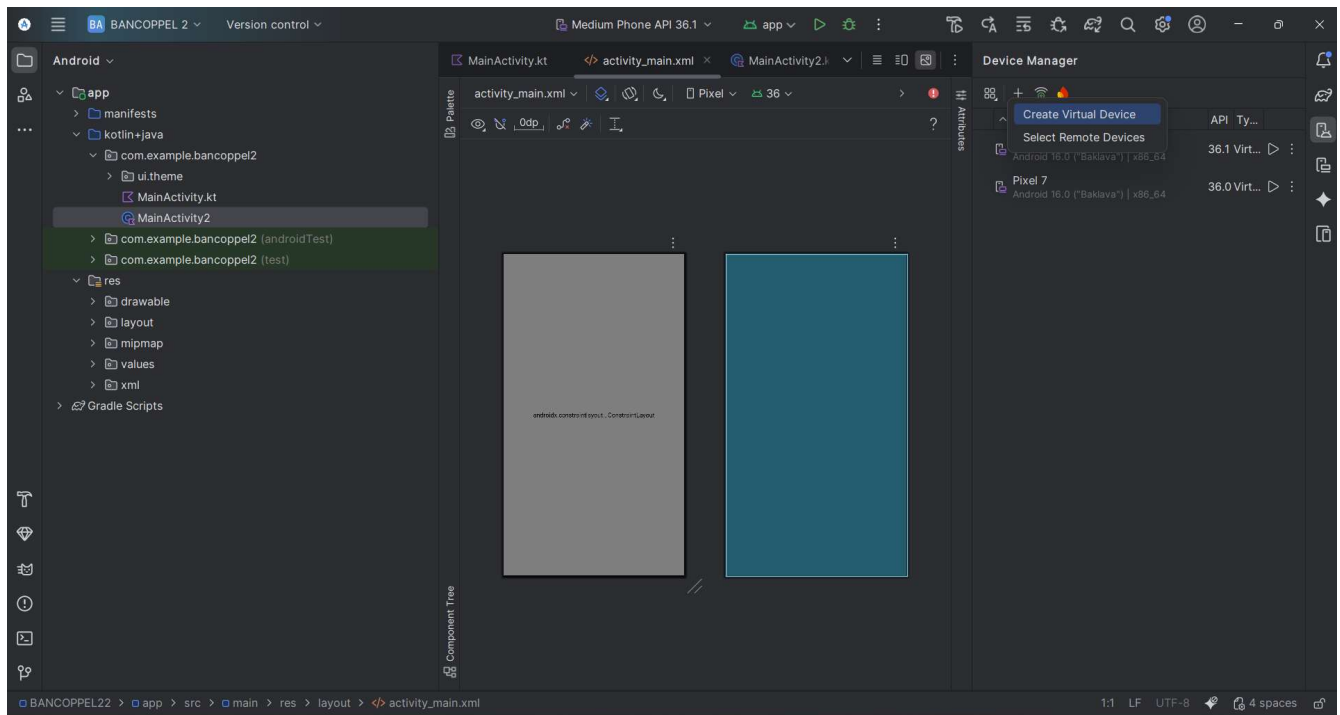 BA BANCOPPEL 2 Version control Medium Phone API 36.1 app
Android
MainActivity.kt activity_main.xml MainActivity2.k
Device Manager
app
manifests
kotlin+java
com.example.bancoppel2
ui.theme
MainActivity.kt
MainActivity2
com.example.bancoppel2 (androidTest)
com.example.bancoppel2 (test)
res
drawable
layout
mipmap
values
xml
Gradle Scripts
Palette
activity_main.xml Pixel 36
0dp ?
Attributes
androidx.constraintlayout...ConstraintLayout
Component Tree
Create Virtual Device
Select Remote Devices
API Ty...
Android 16.0 ("Baklava") | x86_64
36.1 Virt...
Pixel 7
Android 16.0 ("Baklava") | x86_64
36.0 Virt...
BANCOPPEL22 > app > src > main > res > layout > activity_main.xml
1:1 LF UTF-8 4 spaces